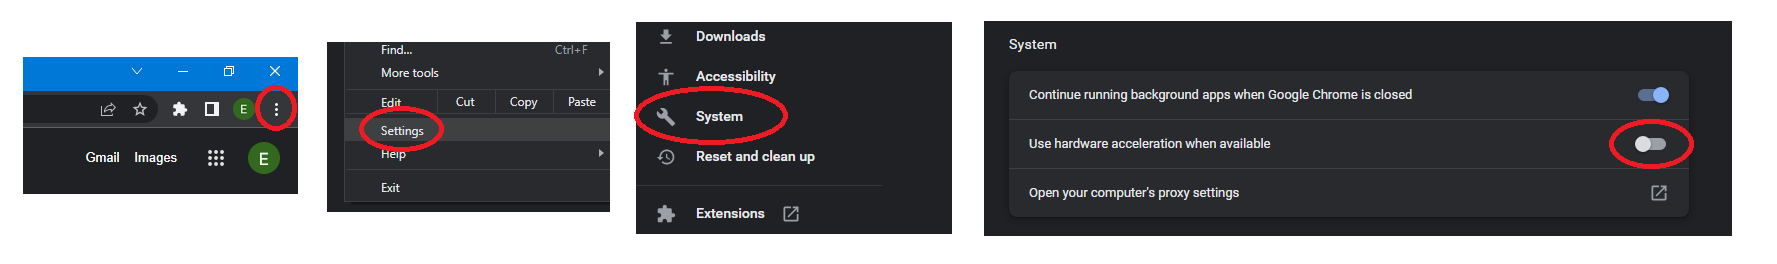 E
Gmail Images
E
Find... Ctrl+F
More tools
Edit Cut Copy Paste
Settings
Help
Exit
Downloads
Accessibility
System
Reset and clean up
Extensions
System
Continue running background apps when Google Chrome is closed
Use hardware acceleration when available
Open your computer's proxy settings